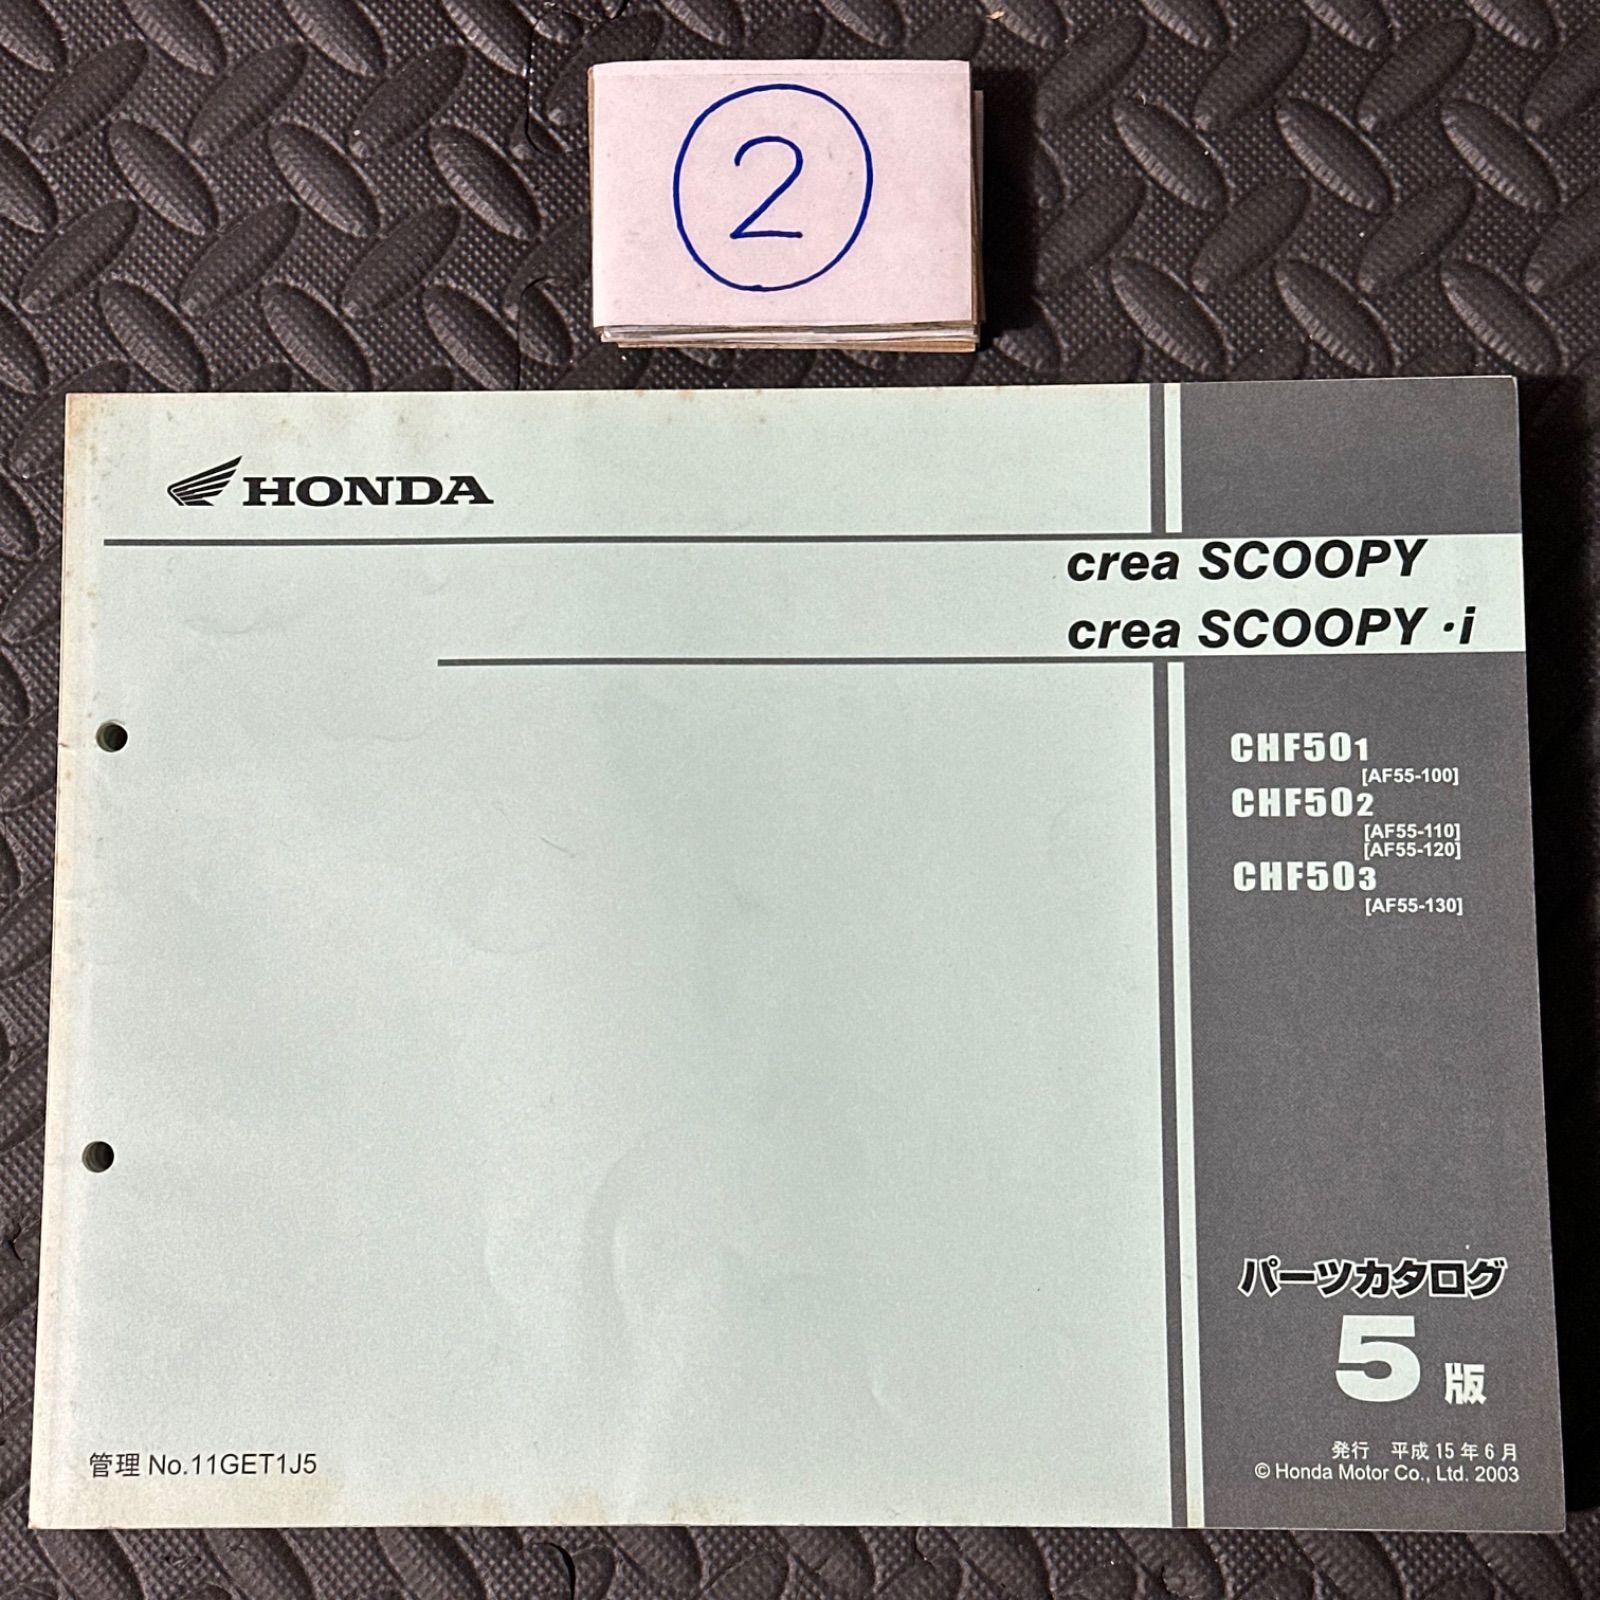 ②
HONDA
crea SCOOPY
crea SCOOPY・i
CHF501
[AF55-100]
CHF502
[AF55-110]
[AF55-120]
CHF503
[AF55-130]
パーツカタログ
5版
管理 No.11GET1J5
発行 平成15年6月
© Honda Motor Co., Ltd. 2003